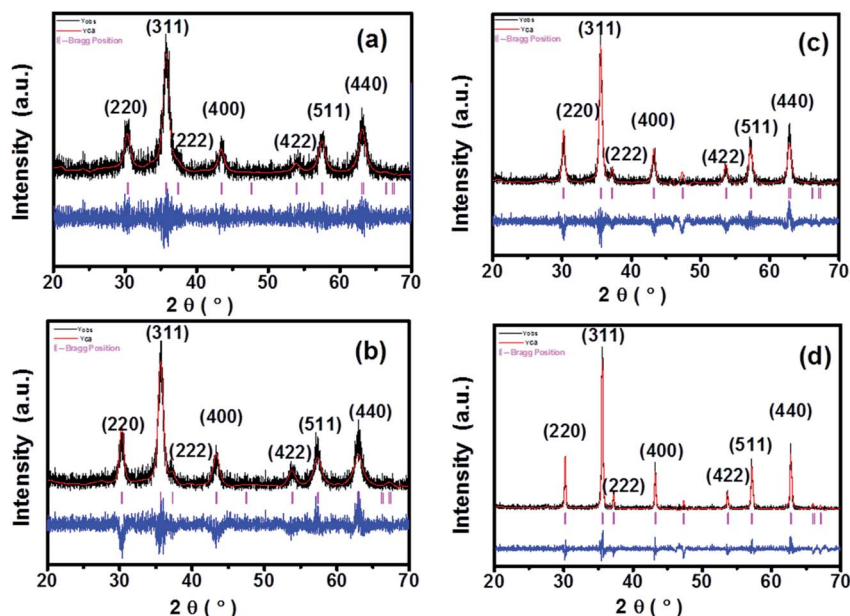 Yobs
Yca
I—Bragg Position
(311)
(a)
(220)
(222)
(400)
(422)
(511)
(440)
Intensity (a.u.)
20 30 40 50 60 70
2 θ ( ° )
Yobs
Yca
I—Bragg Position
(311)
(c)
(220)
(222)
(400)
(422)
(511)
(440)
Intensity (a.u.)
20 30 40 50 60 70
2 θ ( ° )
Yobs
Yca
I—Bragg Position
(311)
(b)
(220)
(222)
(400)
(422)
(511)
(440)
Intensity (a.u.)
20 30 40 50 60 70
2 θ ( ° )
Yobs
Yca
I—Bragg Position
(311)
(d)
(220)
(222)
(400)
(422)
(511)
(440)
Intensity (a.u.)
20 30 40 50 60 70
2 θ ( ° )